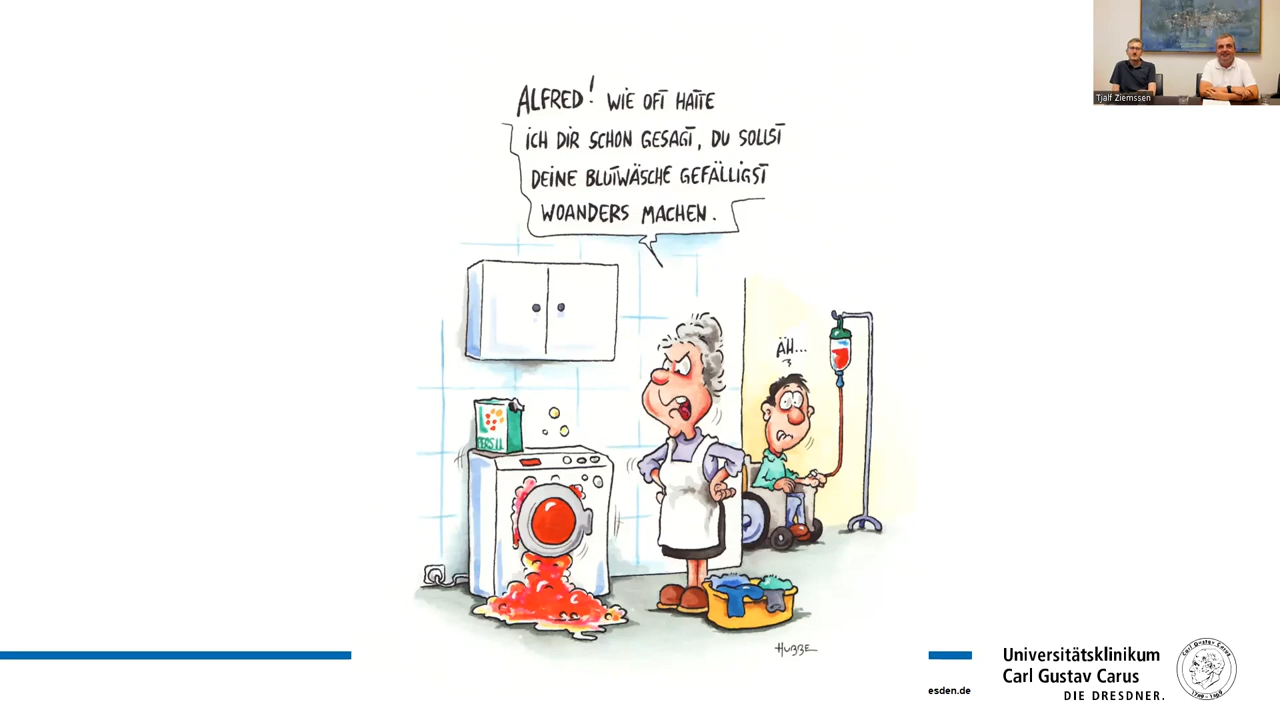 Tjalf Ziemssen
ALFRED! WIE OFT HATTE
ICH DIR SCHON GESAGT, DU SOLLST
DEINE BLUTWÄSCHE GEFÄLLIGST
WOANDERS MACHEN.
ÄH...
HUBBE
esden.de
Universitätsklinikum
Carl Gustav Carus
DIE DRESDNER.